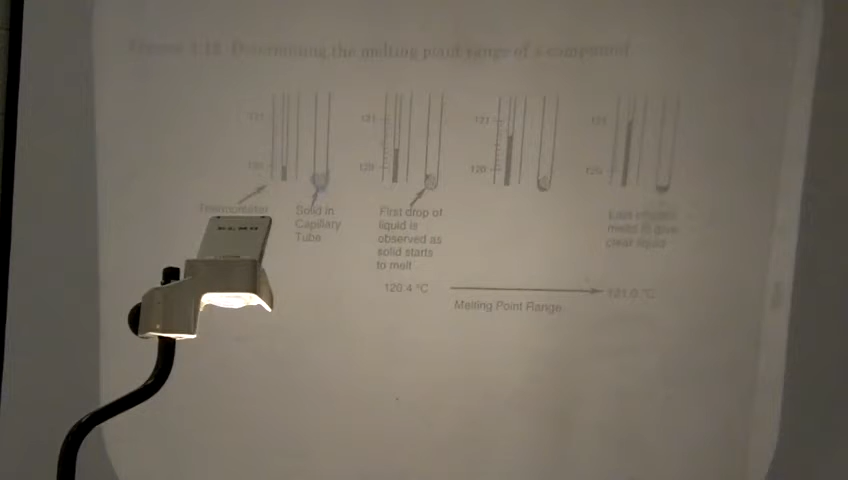 Determining the melting point range of a compound
121
121
121
121
120
120
120
120
Thermometer
Solid in
Capillary
Tube
First drop of
liquid is
observed as
solid starts
to melt
Last crystal
melts to give
clear liquid
120.4 °C
121.0 °C
Melting Point Range
ELMO